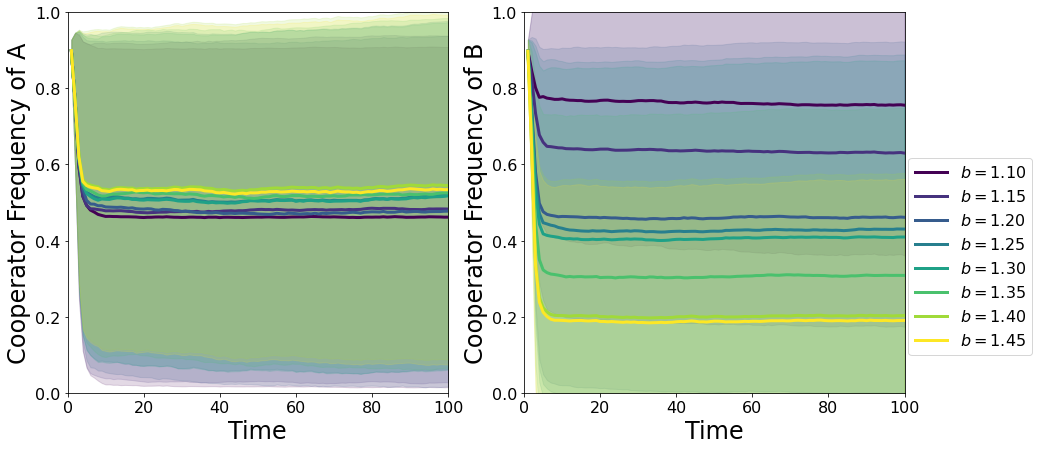 Cooperator Frequency of A
1.0
0.8
0.6
0.4
0.2
0.0
0 20 40 60 80 100
Time
Cooperator Frequency of B
1.0
0.8
0.6
0.4
0.2
0.0
0 20 40 60 80 100
Time
b = 1.10
b = 1.15
b = 1.20
b = 1.25
b = 1.30
b = 1.35
b = 1.40
b = 1.45